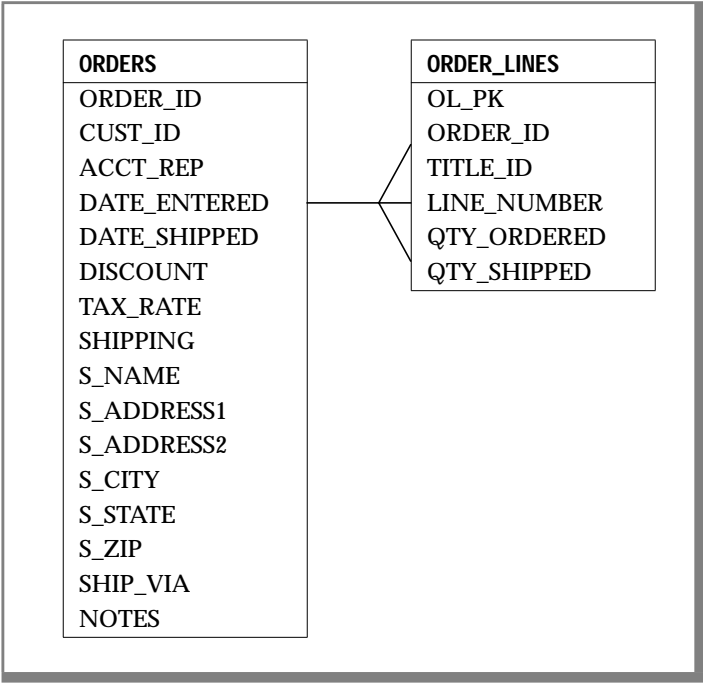 ORDERS
ORDER_ID
CUST_ID
ACCT_REP
DATE_ENTERED
DATE_SHIPPED
DISCOUNT
TAX_RATE
SHIPPING
S_NAME
S_ADDRESS1
S_ADDRESS2
S_CITY
S_STATE
S_ZIP
SHIP_VIA
NOTES
ORDER_LINES
OL_PK
ORDER_ID
TITLE_ID
LINE_NUMBER
QTY_ORDERED
QTY_SHIPPED